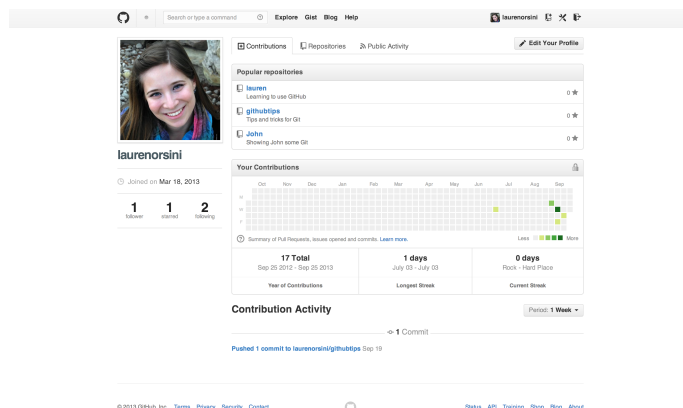 Search or type a command Explore Gist Blog Help laurenorsini
Contributions Repositories Public Activity Edit Your Profile
Popular repositories
lauren
Learning to use GitHub
0
githubtips
Tips and tricks for Git
0
John
Showing John some Git
0
laurenorsini
Joined on Mar 18, 2013
1 follower
1 starred
2 following
Your Contributions
Oct Nov Dec Jan Feb Mar Apr May Jun Jul Aug Sep
M
W
F
Summary of Pull Requests, issues opened and commits. Learn more. Less More
17 Total
Sep 25 2012 - Sep 25 2013
Year of Contributions
1 days
July 03 - July 03
Longest Streak
0 days
Rock - Hard Place
Current Streak
Contribution Activity Period: 1 Week
1 Commit
Pushed 1 commit to laurenorsini/githubtips Sep 19
© 2013 GitHub, Inc. Terms Privacy Security Contact Status API Training Shop Blog About